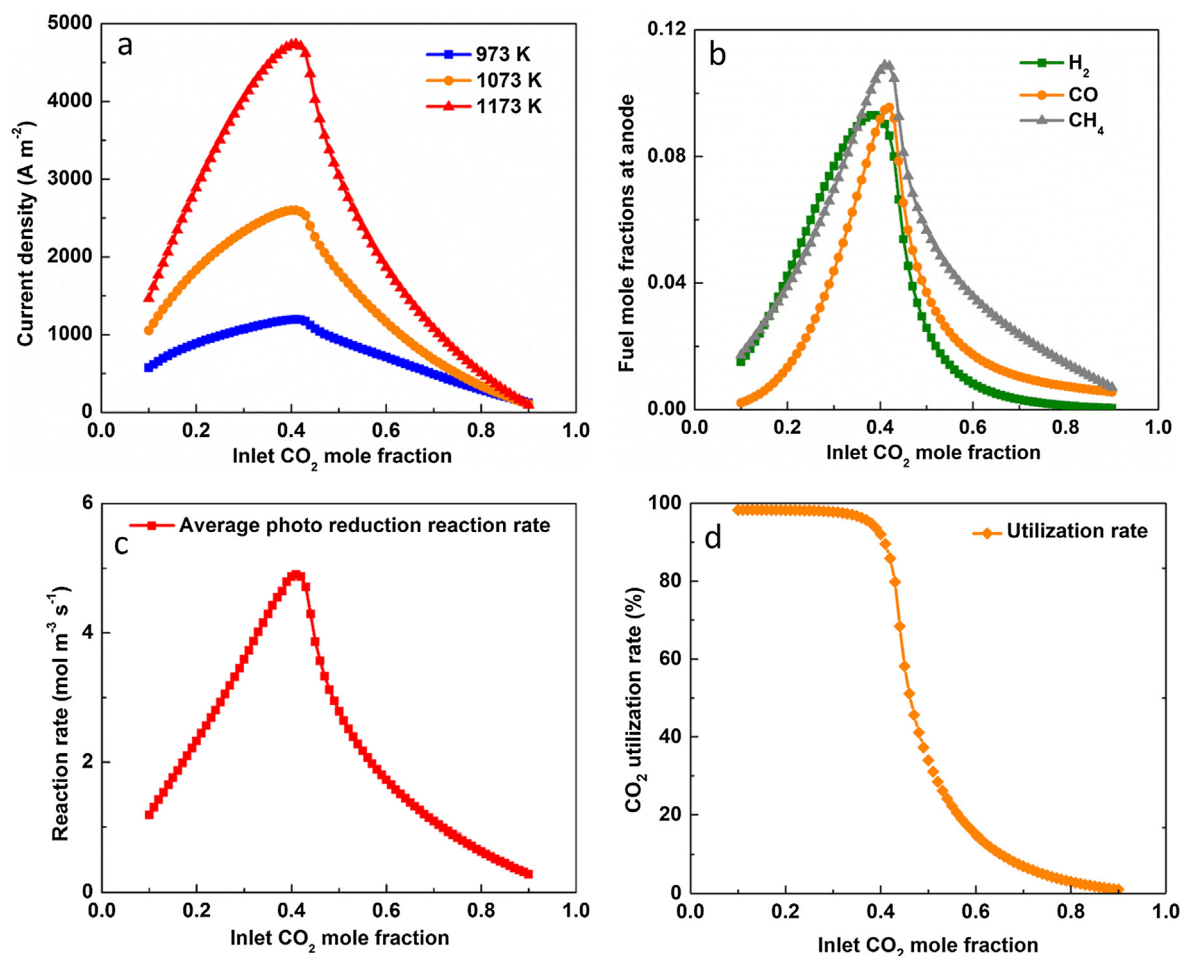 a
973 K
1073 K
1173 K
Current density (A m⁻²)
5000
4000
3000
2000
1000
0
0.0 0.2 0.4 0.6 0.8 1.0
Inlet CO₂ mole fraction
b
H₂
CO
CH₄
Fuel mole fractions at anode
0.12
0.08
0.04
0.00
0.0 0.2 0.4 0.6 0.8 1.0
Inlet CO₂ mole fraction
c
Average photo reduction reaction rate
Reaction rate (mol m⁻³ s⁻¹)
6
4
2
0
0.0 0.2 0.4 0.6 0.8 1.0
Inlet CO₂ mole fraction
d
Utilization rate
CO₂ utilization rate (%)
100
80
60
40
20
0
0.0 0.2 0.4 0.6 0.8 1.0
Inlet CO₂ mole fraction